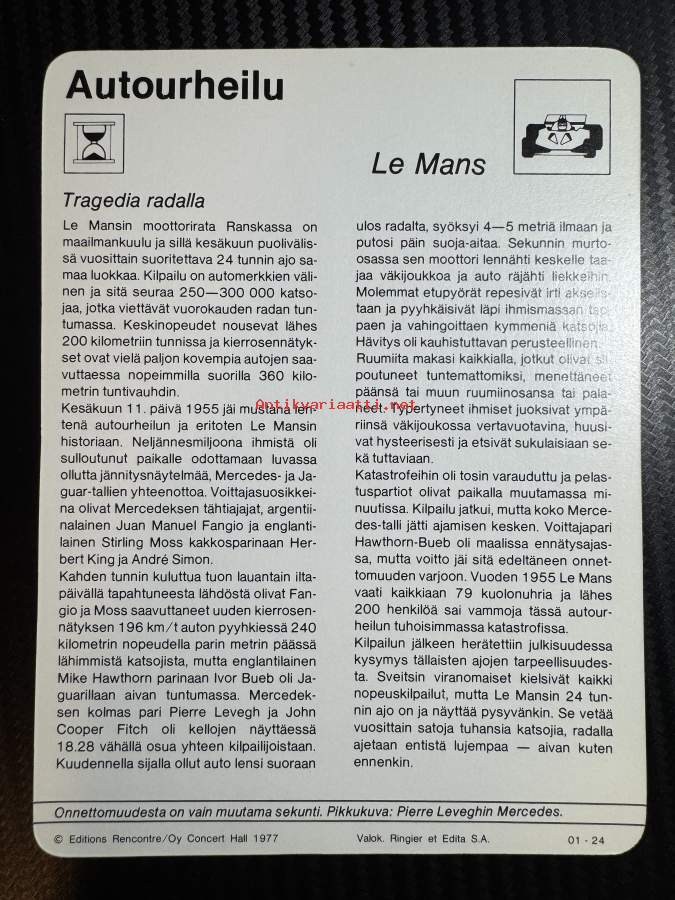 Autourheilu
Le Mans
Tragedia radalla
Le Mansin moottorirata Ranskassa on
maailmankuulu ja sillä kesäkuun puolivälis-
sä vuosittain suoritettava 24 tunnin ajo sa-
maa luokkaa. Kilpailu on automerkkien väli-
nen ja sitä seuraa 250—300 000 katso-
jaa, jotka viettävät vuorokauden radan tun-
tumassa. Keskinopeudet nousevat lähes
200 kilometriin tunnissa ja kierrosennätyk-
set ovat vielä paljon kovempia autojen saa-
vuttaessa nopeimmilla suorilla 360 kilo-
metrin tuntivauhdin.
Kesäkuun 11. päivä 1955 jäi mustana leh-
tenä autourheilun ja eritoten Le Mansin
historiaan. Neljännesmiljoona ihmistä oli
sulloutunut paikalle odottamaan luvassa
ollutta jännitysnäytelmää, Mercedes- ja Ja-
guar-tallien yhteenottoa. Voittajasuosikkei-
na olivat Mercedeksen tähtiajajat, argentii-
nalainen Juan Manuel Fangio ja englanti-
lainen Stirling Moss kakkosparinaan Her-
bert King ja André Simon.
Kahden tunnin kuluttua tuon lauantain ilta-
päivällä tapahtuneesta lähdöstä olivat Fan-
gio ja Moss saavuttaneet uuden kierrosen-
nätyksen 196 km/t auton pyyhkiessä 240
kilometrin nopeudella parin metrin päässä
lähimmistä katsojista, mutta englantilainen
Mike Hawthorn parinaan Ivor Bueb oli Ja-
guarillaan aivan tuntumassa. Mercedek-
sen kolmas pari Pierre Levegh ja John
Cooper Fitch oli kellojen näyttäessä
18.28 vähällä osua yhteen kilpailijoistaan.
Kuudennella sijalla ollut auto lensi suoraan
ulos radalta, syöksyi 4—5 metriä ilmaan ja
putosi päin suoja-aitaa. Sekunnin murto-
osassa sen moottori lennähti keskelle taa-
jaa väkijoukkoa ja auto räjähti liekkeihin.
Molemmat etupyörät repesivät irti akseils-
taan ja pyyhkäisivät läpi ihmismassan tap-
paen ja vahingoittaen kymmeniä katsojia.
Hävitys oli kauhistuttavan perusteellinen.
Ruumiita makasi kaikkialla, jotkut olivat sil-
poutuneet tuntemattomiksi, menettäneet
päänsä tai muun ruumiinosansa tai pala-
neet. Typertyneet ihmiset juoksivat ympä-
riinsä väkijoukossa vertavuotavina, huusi-
vat hysteerisesti ja etsivät sukulaisiaan se-
kä tuttaviaan.
Katastrofeihin oli tosin varauduttu ja pelas-
tuspartiot olivat paikalla muutamassa mi-
nuutissa. Kilpailu jatkui, mutta koko Merce-
des-talli jätti ajamisen kesken. Voittajapari
Hawthorn-Bueb oli maalissa ennätysajas-
sa, mutta voitto jäi sitä edeltäneen onnet-
tomuuden varjoon. Vuoden 1955 Le Mans
vaati kaikkiaan 79 kuolonuhria ja lähes
200 henkilöä sai vammoja tässä autour-
heilun tuhoisimmassa katastrofissa.
Kilpailun jälkeen herätettiin julkisuudessa
kysymys tällaisten ajojen tarpeellisuudes-
ta. Sveitsin viranomaiset kielsivät kaikki
nopeuskilpailut, mutta Le Mansin 24 tun-
nin ajo on ja näyttää pysyvänkin. Se vetää
vuosittain satoja tuhansia katsojia, radalla
ajetaan entistä lujempaa — aivan kuten
ennenkin.
Antikvariaatti.net
Onnettomuudesta on vain muutama sekunti. Pikkukuva: Pierre Leveghin Mercedes.
© Editions Rencontre/Oy Concert Hall 1977
Valok. Ringier et Edita S.A.
01 - 24